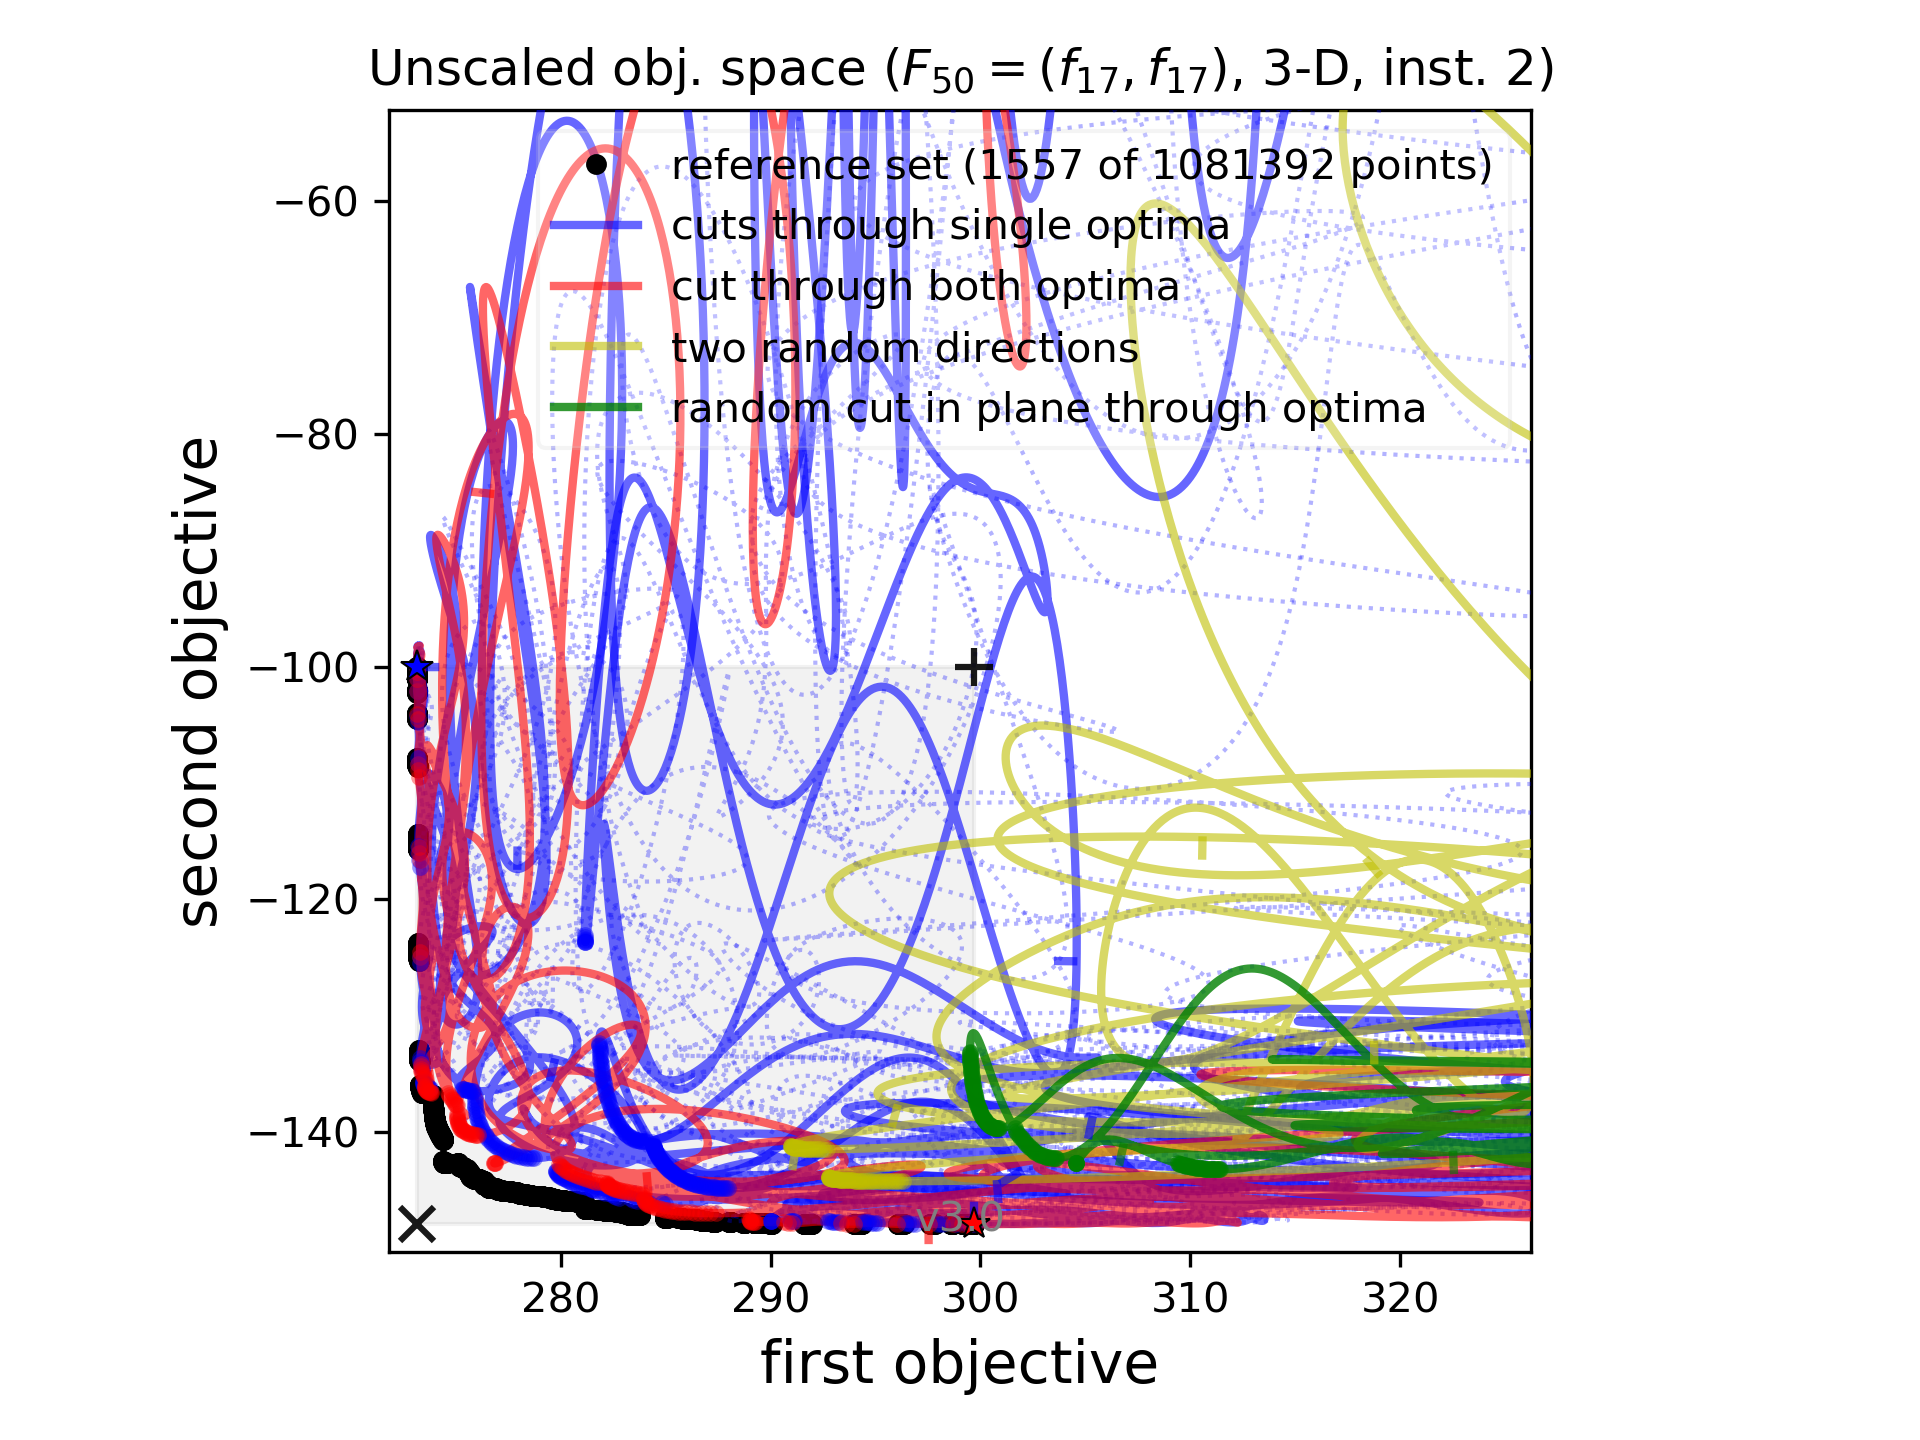 Unscaled obj. space (F50 = (f17, f17), 3-D, inst. 2)
reference set (1557 of 1081392 points)
cuts through single optima
cut through both optima
two random directions
random cut in plane through optima
−60
−80
−100
−120
−140
second objective
v3.0
280 290 300 310 320
first objective